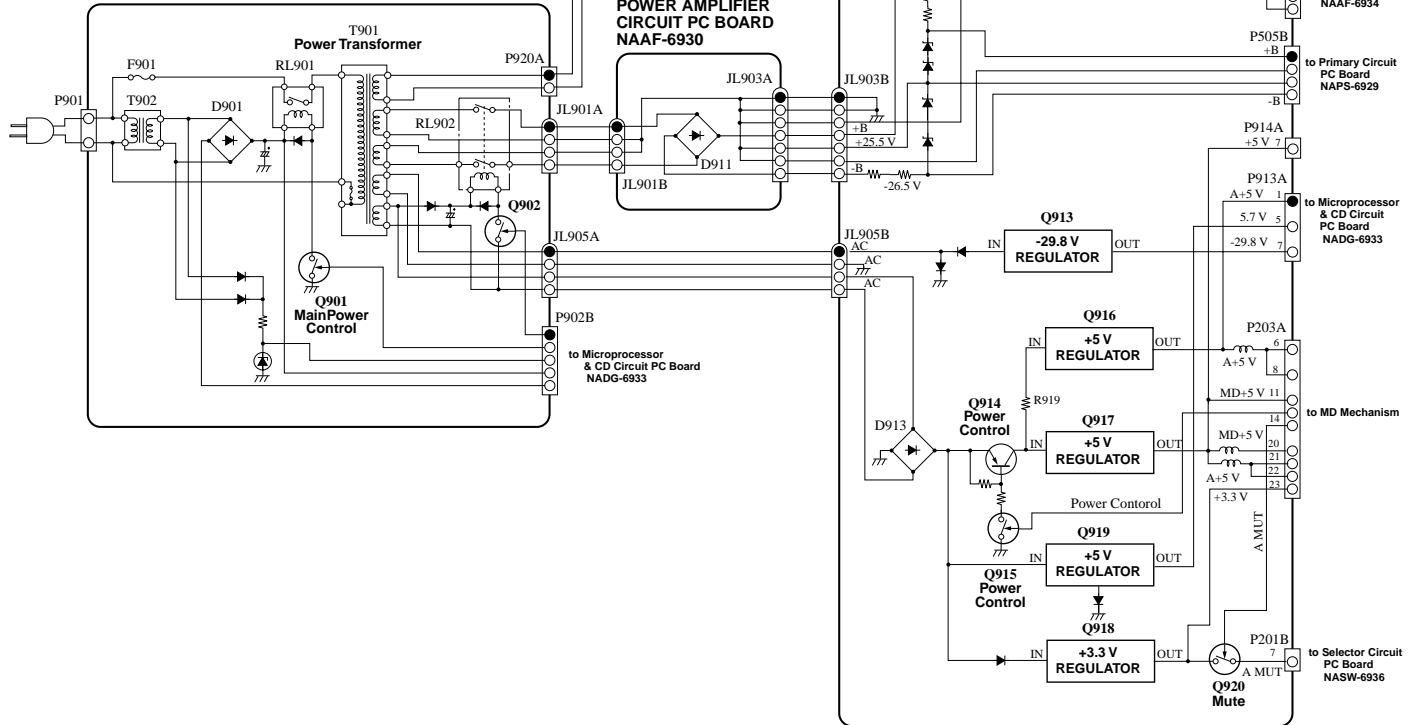 POWER AMPLIFIER
CIRCUIT PC BOARD
NAAF-6930
NAAF-6934
T901
Power Transformer
P920A
F901
RL901
P901
T902
D901
RL902
JL901A
JL901B
JL903A
D911
JL903B
+B
+25.5 V
-B
-26.5 V
P505B
+B
-B
to Primary Circuit
PC Board
NAPS-6929
P914A
+5 V 7
P913A
A+5 V 1
5.7 V 5
-29.8 V 7
to Microprocessor
& CD Circuit
PC Board
NADG-6933
Q902
JL905A
JL905B
AC
AC
AC
Q913
IN
-29.8 V
REGULATOR
OUT
Q901
MainPower
Control
P902B
to Microprocessor
& CD Circuit PC Board
NADG-6933
Q916
IN
+5 V
REGULATOR
OUT
R919
P203A
6
A+5 V
8
MD+5 V 11
14
MD+5 V
20
21
22
A+5 V
23
+3.3 V
to MD Mechanism
Q914
Power
Control
D913
Q917
IN
+5 V
REGULATOR
OUT
Power Contorol
Q915
Power
Control
Q919
IN
+5 V
REGULATOR
OUT
A MUT
Q918
IN
+3.3 V
REGULATOR
OUT
Q920
Mute
P201B
7
A MUT
to Selector Circuit
PC Board
NASW-6936